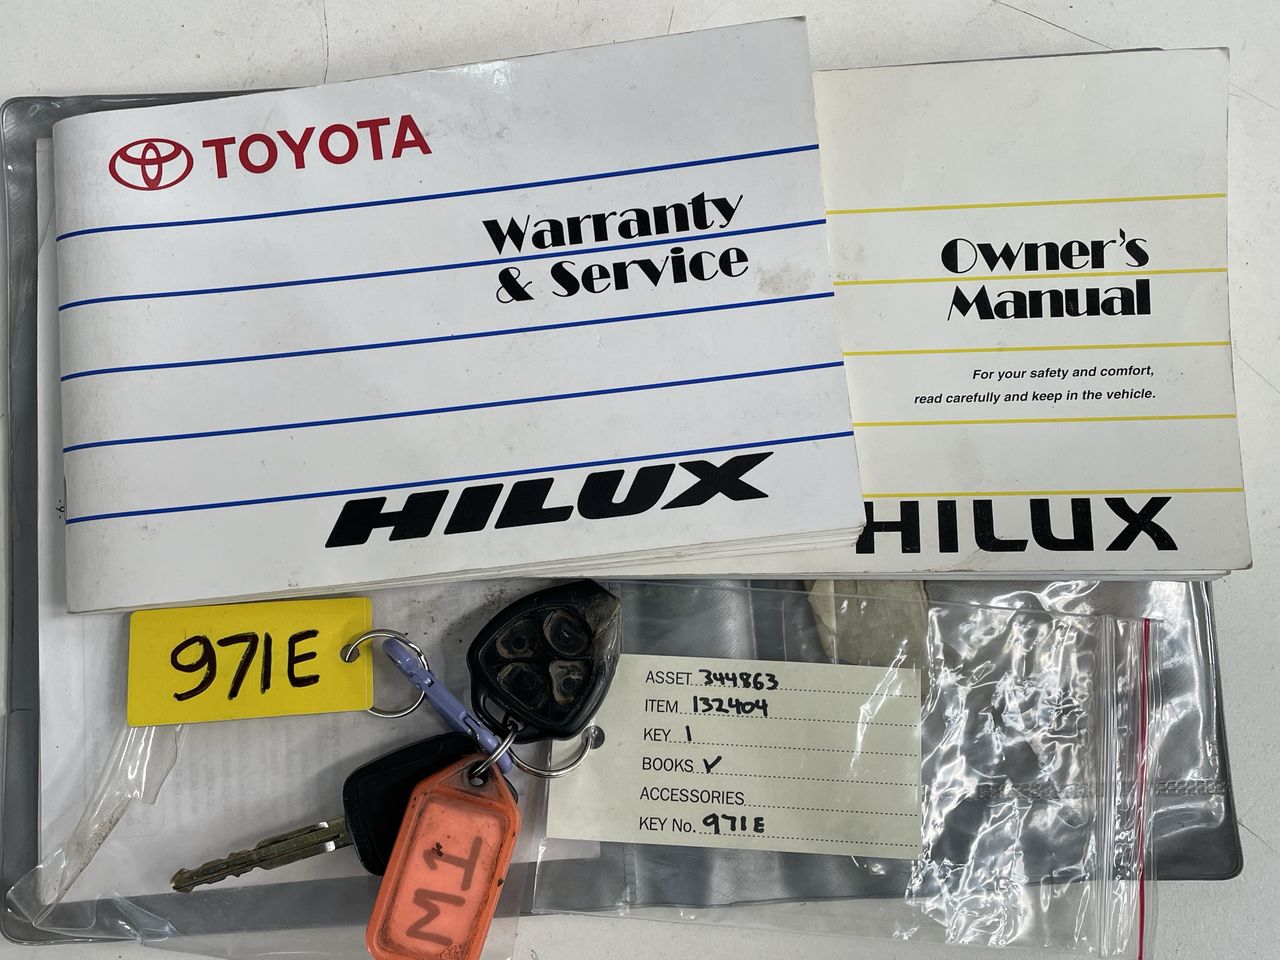 TOYOTA
Warranty
& Service
HILUX
Owner's
Manual
For your safety and comfort,
read carefully and keep in the vehicle.
HILUX
971E
ASSET 344863
ITEM 132404
KEY 1
BOOKS ✓
ACCESSORIES
KEY No. 971E